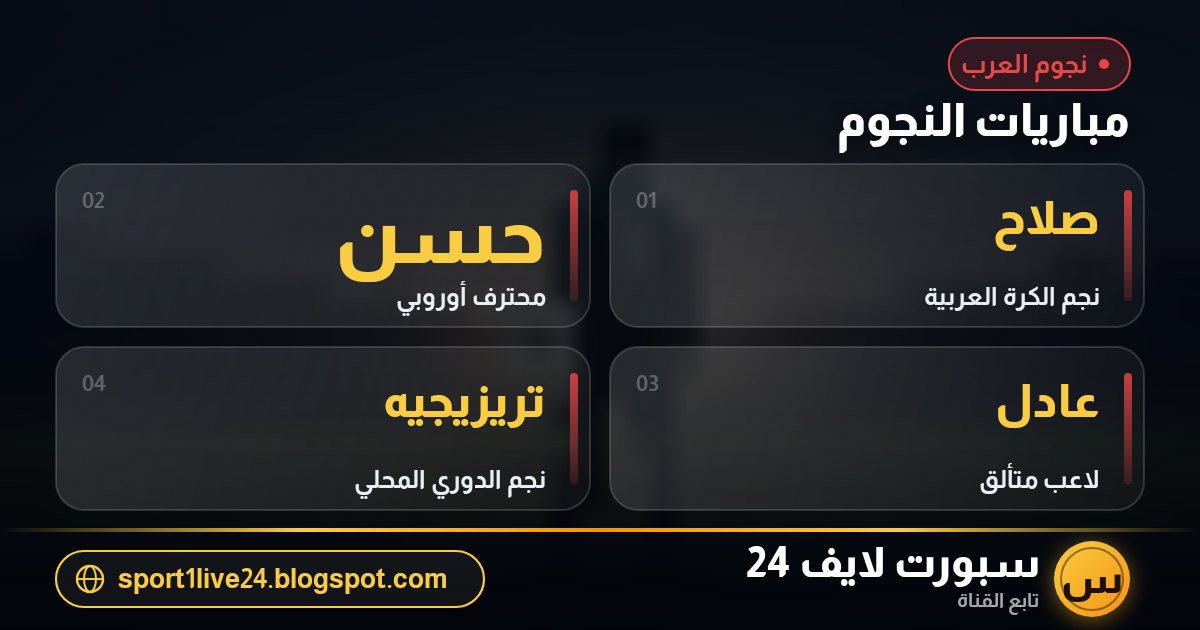 نجوم العرب
مباريات النجوم
01
صلاح
نجم الكرة العربية
02
حسن
محترف أوروبي
03
عادل
لاعب متألق
04
تريزيجيه
نجم الدوري المحلي
س
سبورت لايف 24
تابع القناة
sport1live24.blogspot.com